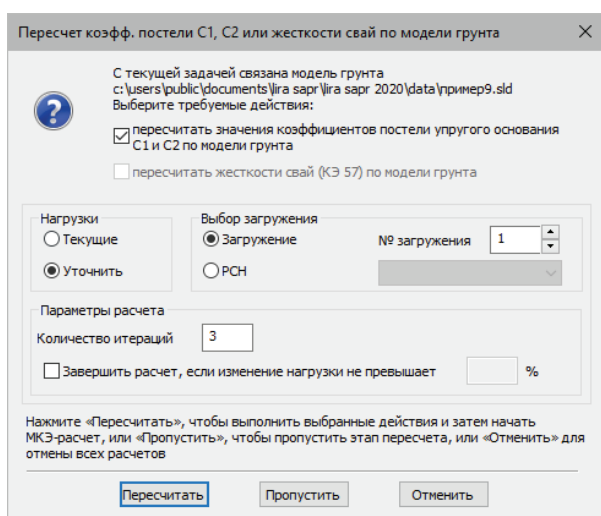 Пересчет коэфф. постели C1, C2 или жесткости свай по модели грунта
С текущей задачей связана модель грунта
c:\users\public\documents\lira sapr\lira sapr 2020\data\пример9.sld
Выберите требуемые действия:
пересчитать значения коэффициентов постели упругого основания
C1 и C2 по модели грунта
пересчитать жесткости свай (КЭ 57) по модели грунта
Нагрузки
Текущие
Уточнить
Выбор загружения
Загружение
№ загружения
1
РСН
Параметры расчета
Количество итераций
3
Завершить расчет, если изменение нагрузки не превышает
%
Нажмите «Пересчитать», чтобы выполнить выбранные действия и затем начать
МКЭ-расчет, или «Пропустить», чтобы пропустить этап пересчета, или «Отменить» для
отмены всех расчетов
Пересчитать
Пропустить
Отменить